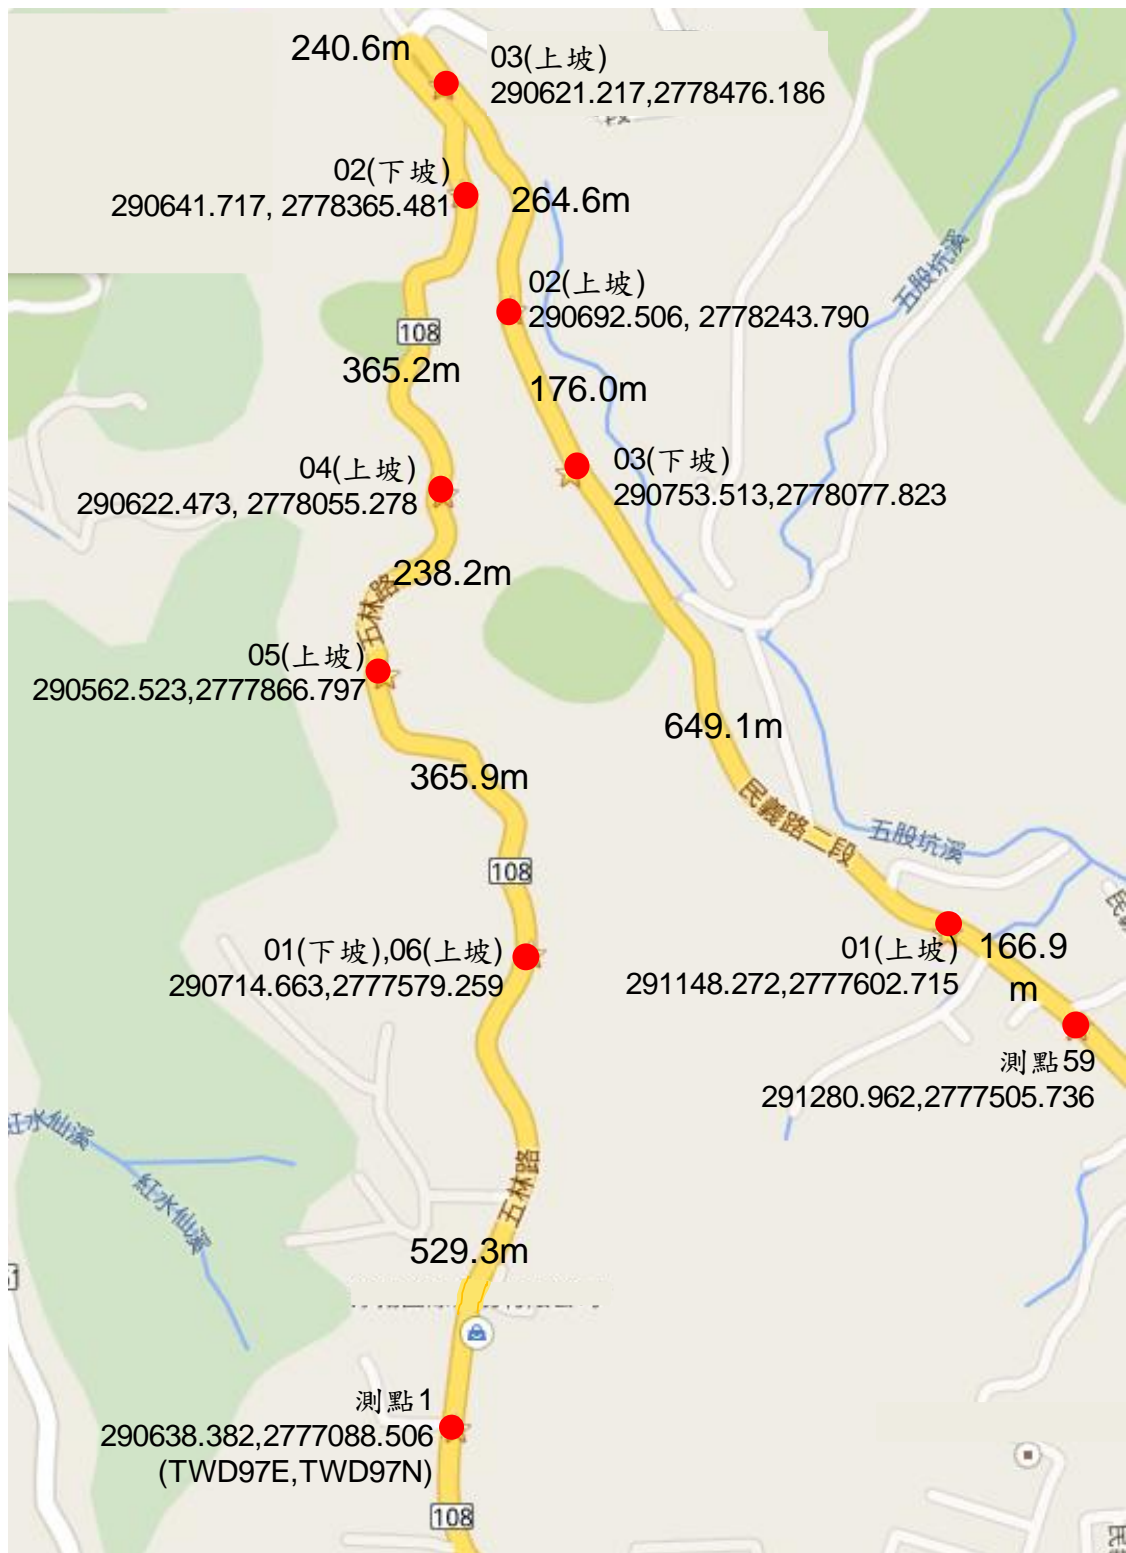 240.6m
03(上坡)
290621.217,2778476.186
02(下坡)
290641.717, 2778365.481
264.6m
五股坑溪
02(上坡)
290692.506, 2778243.790
108
365.2m
176.0m
03(下坡)
290753.513,2778077.823
04(上坡)
290622.473, 2778055.278
238.2m
五林路
05(上坡)
290562.523,2777866.797
649.1m
365.9m
民義路二段
五股坑溪
108
01(下坡),06(上坡)
290714.663,2777579.259
01(上坡)
291148.272,2777602.715
166.9
m
測點59
291280.962,2777505.736
紅水仙溪
紅水仙溪
五林路
529.3m
測點1
290638.382,2777088.506
(TWD97E,TWD97N)
108